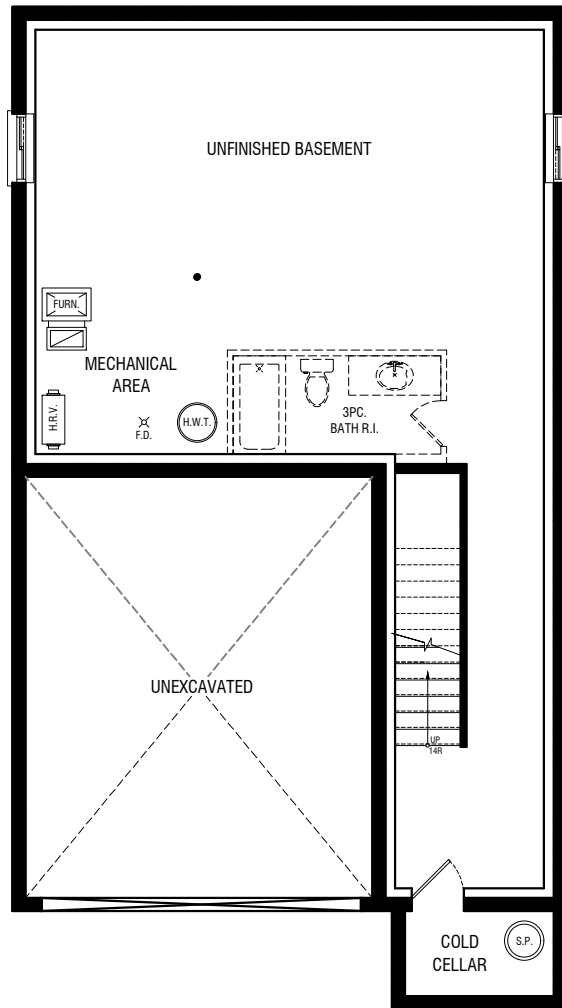 UNFINISHED BASEMENT
FURN.
MECHANICAL
AREA
H.R.V.
F.D.
H.W.T.
3PC.
BATH R.I.
UNEXCAVATED
UP
14R
COLD
CELLAR
S.P.